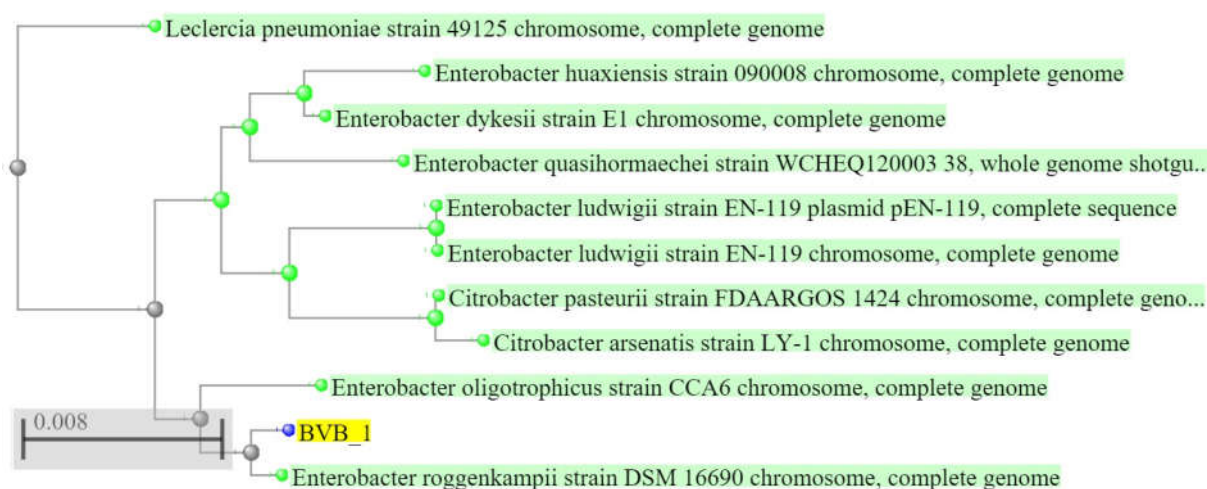 Leclercia pneumoniae strain 49125 chromosome, complete genome
Enterobacter huaxiensis strain 090008 chromosome, complete genome
Enterobacter dykesii strain E1 chromosome, complete genome
Enterobacter quasihormaechei strain WCHEQ120003 38, whole genome shotgu...
Enterobacter ludwigii strain EN-119 plasmid pEN-119, complete sequence
Enterobacter ludwigii strain EN-119 chromosome, complete genome
Citrobacter pasteurii strain FDAARGOS 1424 chromosome, complete geno...
Citrobacter arsenatis strain LY-1 chromosome, complete genome
Enterobacter oligotrophicus strain CCA6 chromosome, complete genome
0.008
BVB_1
Enterobacter roggenkampii strain DSM 16690 chromosome, complete genome